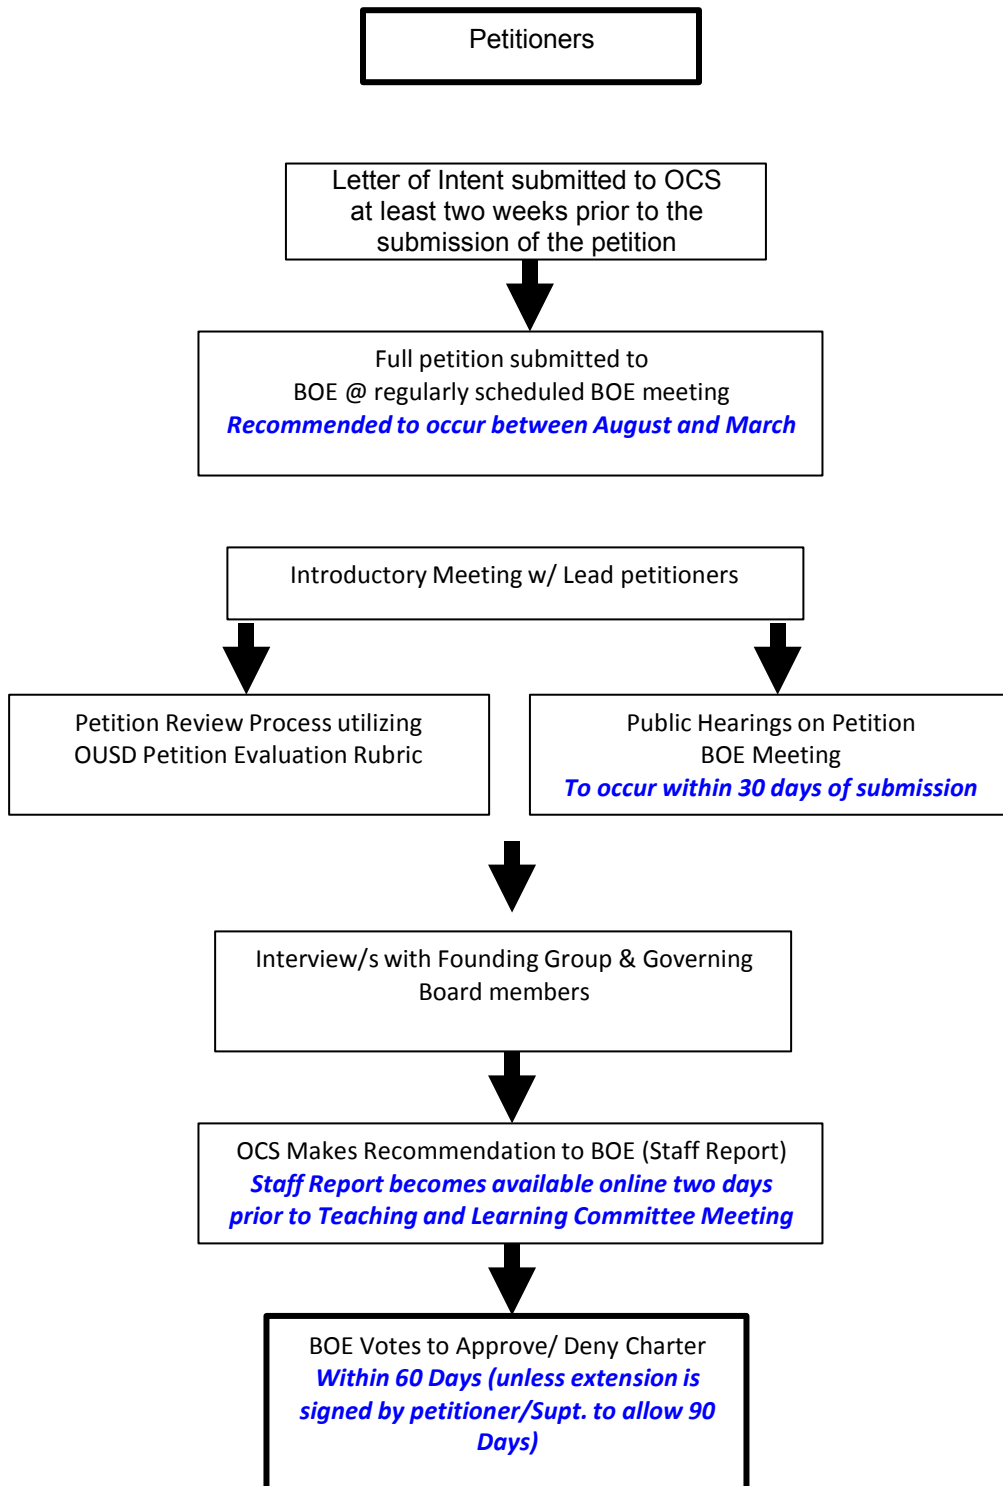 Petitioners
Letter of Intent submitted to OCS
at least two weeks prior to the
submission of the petition
Full petition submitted to
BOE @ regularly scheduled BOE meeting
Recommended to occur between August and March
Introductory Meeting w/ Lead petitioners
Petition Review Process utilizing
OUSD Petition Evaluation Rubric
Public Hearings on Petition
BOE Meeting
To occur within 30 days of submission
Interview/s with Founding Group & Governing
Board members
OCS Makes Recommendation to BOE (Staff Report)
Staff Report becomes available online two days
prior to Teaching and Learning Committee Meeting
BOE Votes to Approve/ Deny Charter
Within 60 Days (unless extension is
signed by petitioner/Supt. to allow 90
Days)